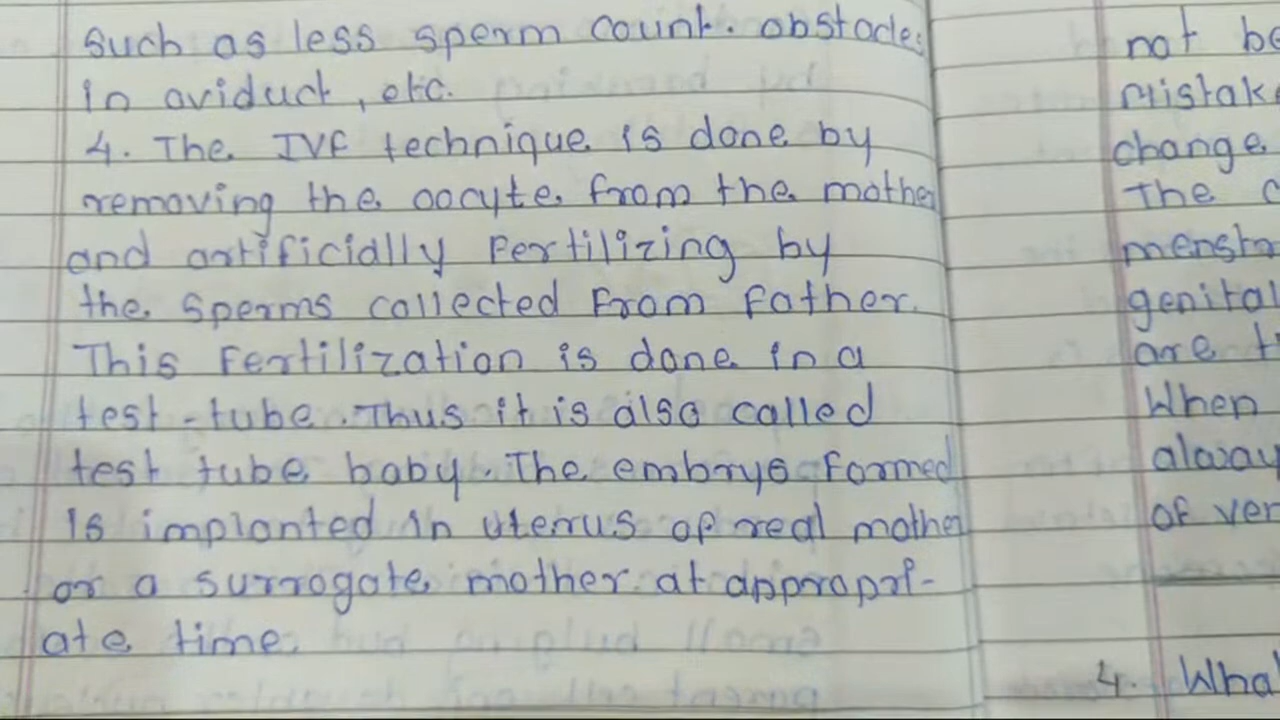 such as less sperm count. obstacles
in oviduct, etc.
4. The IVF technique is done by
removing the oocyte from the mother
and artificially fertilizing by
the sperms collected from father.
This fertilization is done in a
test-tube. Thus it is also called
test tube baby. The embryo formed
is implanted in uterus of real mother
or a surrogate mother at appropri-
ate time.
not be
mistake
change
The
menstr
genital
are
When
alway
of ver
4. Wha